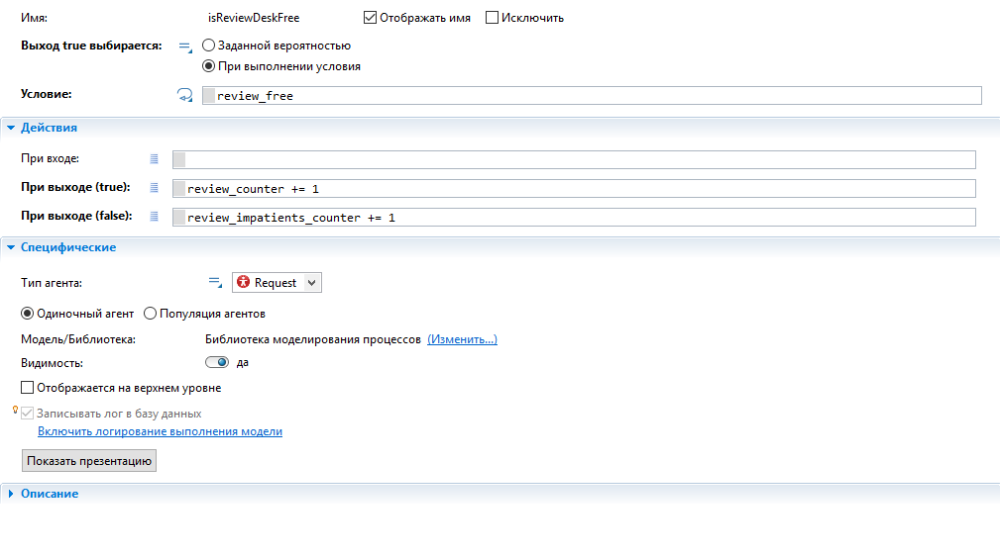 Имя: isReviewDeskFree Отображать имя Исключить
Выход true выбирается: Заданной вероятностью
При выполнении условия
Условие: review_free
Действия
При входе:
При выходе (true): review_counter += 1
При выходе (false): review_impatients_counter += 1
Специфические
Тип агента: Request
Одиночный агент Популяция агентов
Модель/Библиотека: Библиотека моделирования процессов (Изменить...)
Видимость: да
Отображается на верхнем уровне
Записывать лог в базу данных
Включить логирование выполнения модели
Показать презентацию
Описание